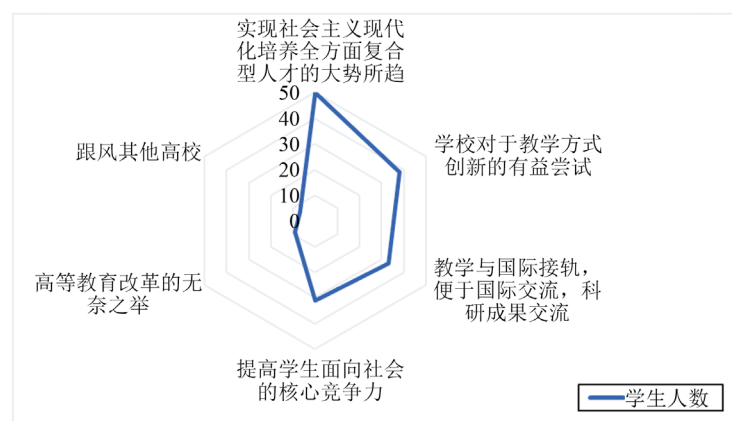 实现社会主义现代
化培养全方面复合
型人才的大势所趋
50
40
30
20
10
0
学校对于教学方式
创新的有益尝试
教学与国际接轨，
便于国际交流，科
研成果交流
提高学生面向社会
的核心竞争力
高等教育改革的无
奈之举
跟风其他高校
学生人数